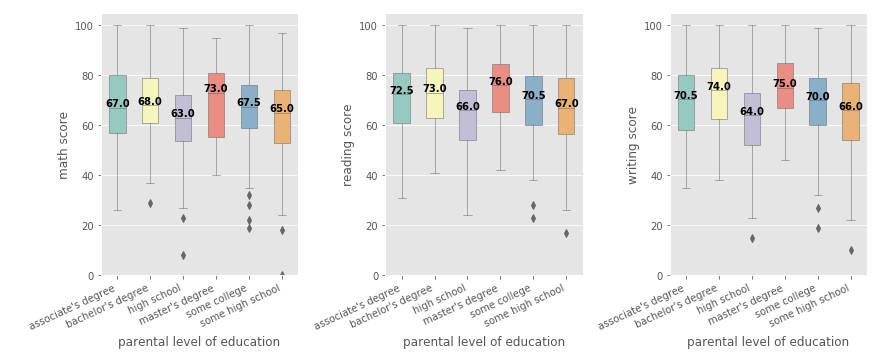 100
80
60
40
20
0
math score
67.0
68.0
63.0
73.0
67.5
65.0
associate's degree
bachelor's degree
high school
master's degree
some college
some high school
parental level of education
100
80
60
40
20
0
reading score
72.5
73.0
66.0
76.0
70.5
67.0
associate's degree
bachelor's degree
high school
master's degree
some college
some high school
parental level of education
100
80
60
40
20
0
writing score
70.5
74.0
64.0
75.0
70.0
66.0
associate's degree
bachelor's degree
high school
master's degree
some college
some high school
parental level of education